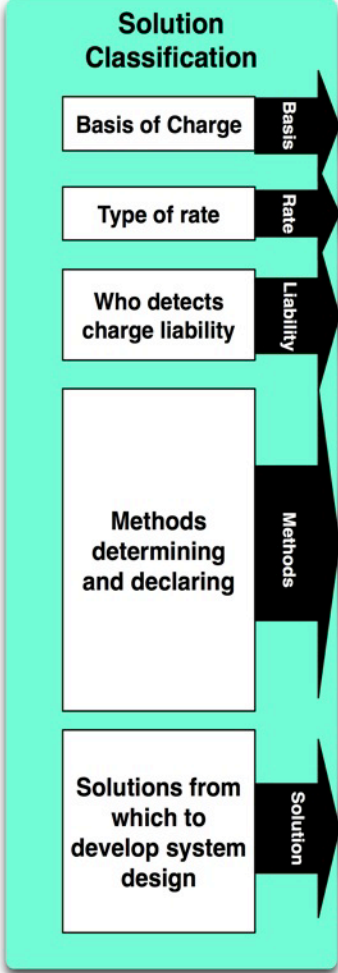 Solution
Classification
Basis of Charge
Basis
Type of rate
Rate
Who detects
charge liability
Liability
Methods
determining
and declaring
Methods
Solutions from
which to
develop system
design
Solution